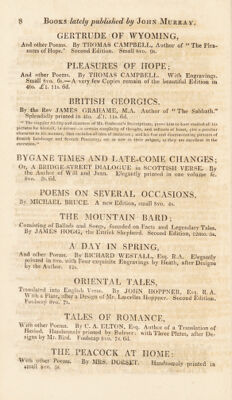 8 BOOKS lately published by JOHN MURRAY.
GERTRUDE OF WYOMING,
And other Poems. By THOMAS CAMPBELL, Author of "The Plea-
sures of Hope." Second Edition. Small 8vo. 9s.
PLEASURES OF HOPE;
And other Poems. By THOMAS CAMPBELL. With Engravings.
Small 8vo. 9s.—A very few Copies remain of the beautiful Edition in
4to. £1. 11s. 6d.
BRITISH GEORGICS.
By the Rev JAMES GRAHAME, MA. Author of "The Sabbath."
Splendidly printed in 4to. £1. 11s. 6d.
BYGANE TIMES AND LATE-COME CHANGES;
Or, A BRIDGE-STREET DIALOGUE in SCOTTISH VERSE. By
the Author of Will and Jean. Elegantly printed in one volume fc.
8vo. 5s. 6d.
POEMS ON SEVERAL OCCASIONS,
By MICHAEL BRUCE. A new Edition, small 8vo. 4s.
THE MOUNTAIN BARD;
Consisting of Ballads and Songs, founded on Facts and Legendary Tales.
By JAMES HOGG, the Ettrick Shepherd. Second Edition, 12mo. 5s.
A DAY IN SPRING,
And other Poems. By RICHARD WESTALL, Esq. R.A. Elegantly
printed in 8vo. with Four exquisite Engravings by Heath, after Designs
by the Author. 12s.
ORIENTAL TALES,
Translated into English Verse. By JOHN HOPPNER, Esq. R.A.
With a Plate, after a Design of Mr. Lascelles Hoppner. Second Edition.
Foolscap 8vo. 7s.
TALES OF ROMANCE,
With other Poems. By C. A. ELTON, Esq. Author of a Translation of
Hesiod. Handsomely printed by Bulmer: with Three Plates, after De-
signs by Mr. Bird. Foolscap 8vo. 7s. 6d.
THE PEACOCK AT HOME:
With other Poems. By MRS. DORSET. Handsomely printed in
small 8vo. 5s.